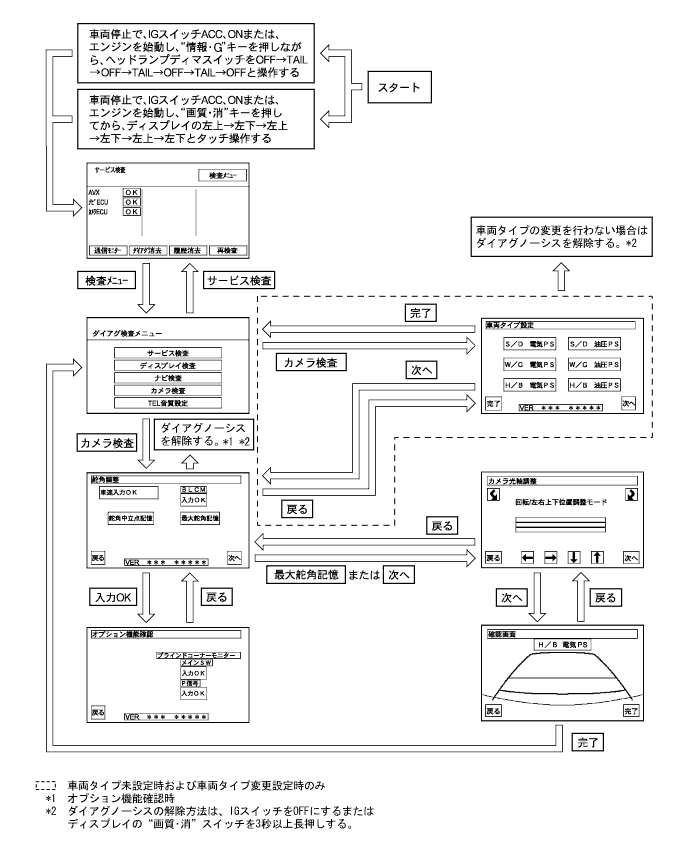 車両停止で、IGスイッチACC、ONまたは、
エンジンを始動し、“情報・G”キーを押しなが
ら、ヘッドランプディマスイッチをOFF→TAIL
→OFF→TAIL→OFF→TAIL→OFFと操作する
スタート
車両停止で、IGスイッチACC、ONまたは、
エンジンを始動し、“画質・消”キーを押し
てから、ディスプレイの左上→左下→左上
→左下→左上→左下とタッチ操作する
サービス検査
検査メニュー
AVX OK
ﾅﾋﾞECU OK
ｶﾒﾗECU OK
通信モニター ダイアグ消去 履歴消去 再検査
検査メニュー
サービス検査
車両タイプの変更を行わない場合は
ダイアグノーシスを解除する。*2
ダイアグ検査メニュー
サービス検査
ディスプレイ検査
ナビ検査
カメラ検査
TEL音質設定
完了
カメラ検査
次へ
戻る
車両タイプ設定
S/D 電気PS S/D 油圧PS
W/G 電気PS W/G 油圧PS
H/B 電気PS H/B 油圧PS
完了 VER *** ***** 次へ
カメラ検査
ダイアグノーシス
を解除する。*1 *2
舵角調整
車速入力OK
BLCM
入力OK
舵角中立点記憶 最大舵角記憶
戻る VER *** ***** 次へ
戻る
最大舵角記憶 または 次へ
カメラ光軸調整
回転/左右上下位置調整モード
戻る ← → ↓ ↑ 次へ
入力OK
戻る
次へ
戻る
オプション機能確認
ブラインドコーナーモニター
メインSW
入力OK
P信号
入力OK
戻る VER *** *****
確認画面
H/B 電気PS
戻る 完了
完了
車両タイプ未設定時および車両タイプ変更設定時のみ
*1 オプション機能確認時
*2 ダイアグノーシスの解除方法は、IGスイッチをOFFにするまたは
ディスプレイの“画質・消”スイッチを3秒以上長押しする。